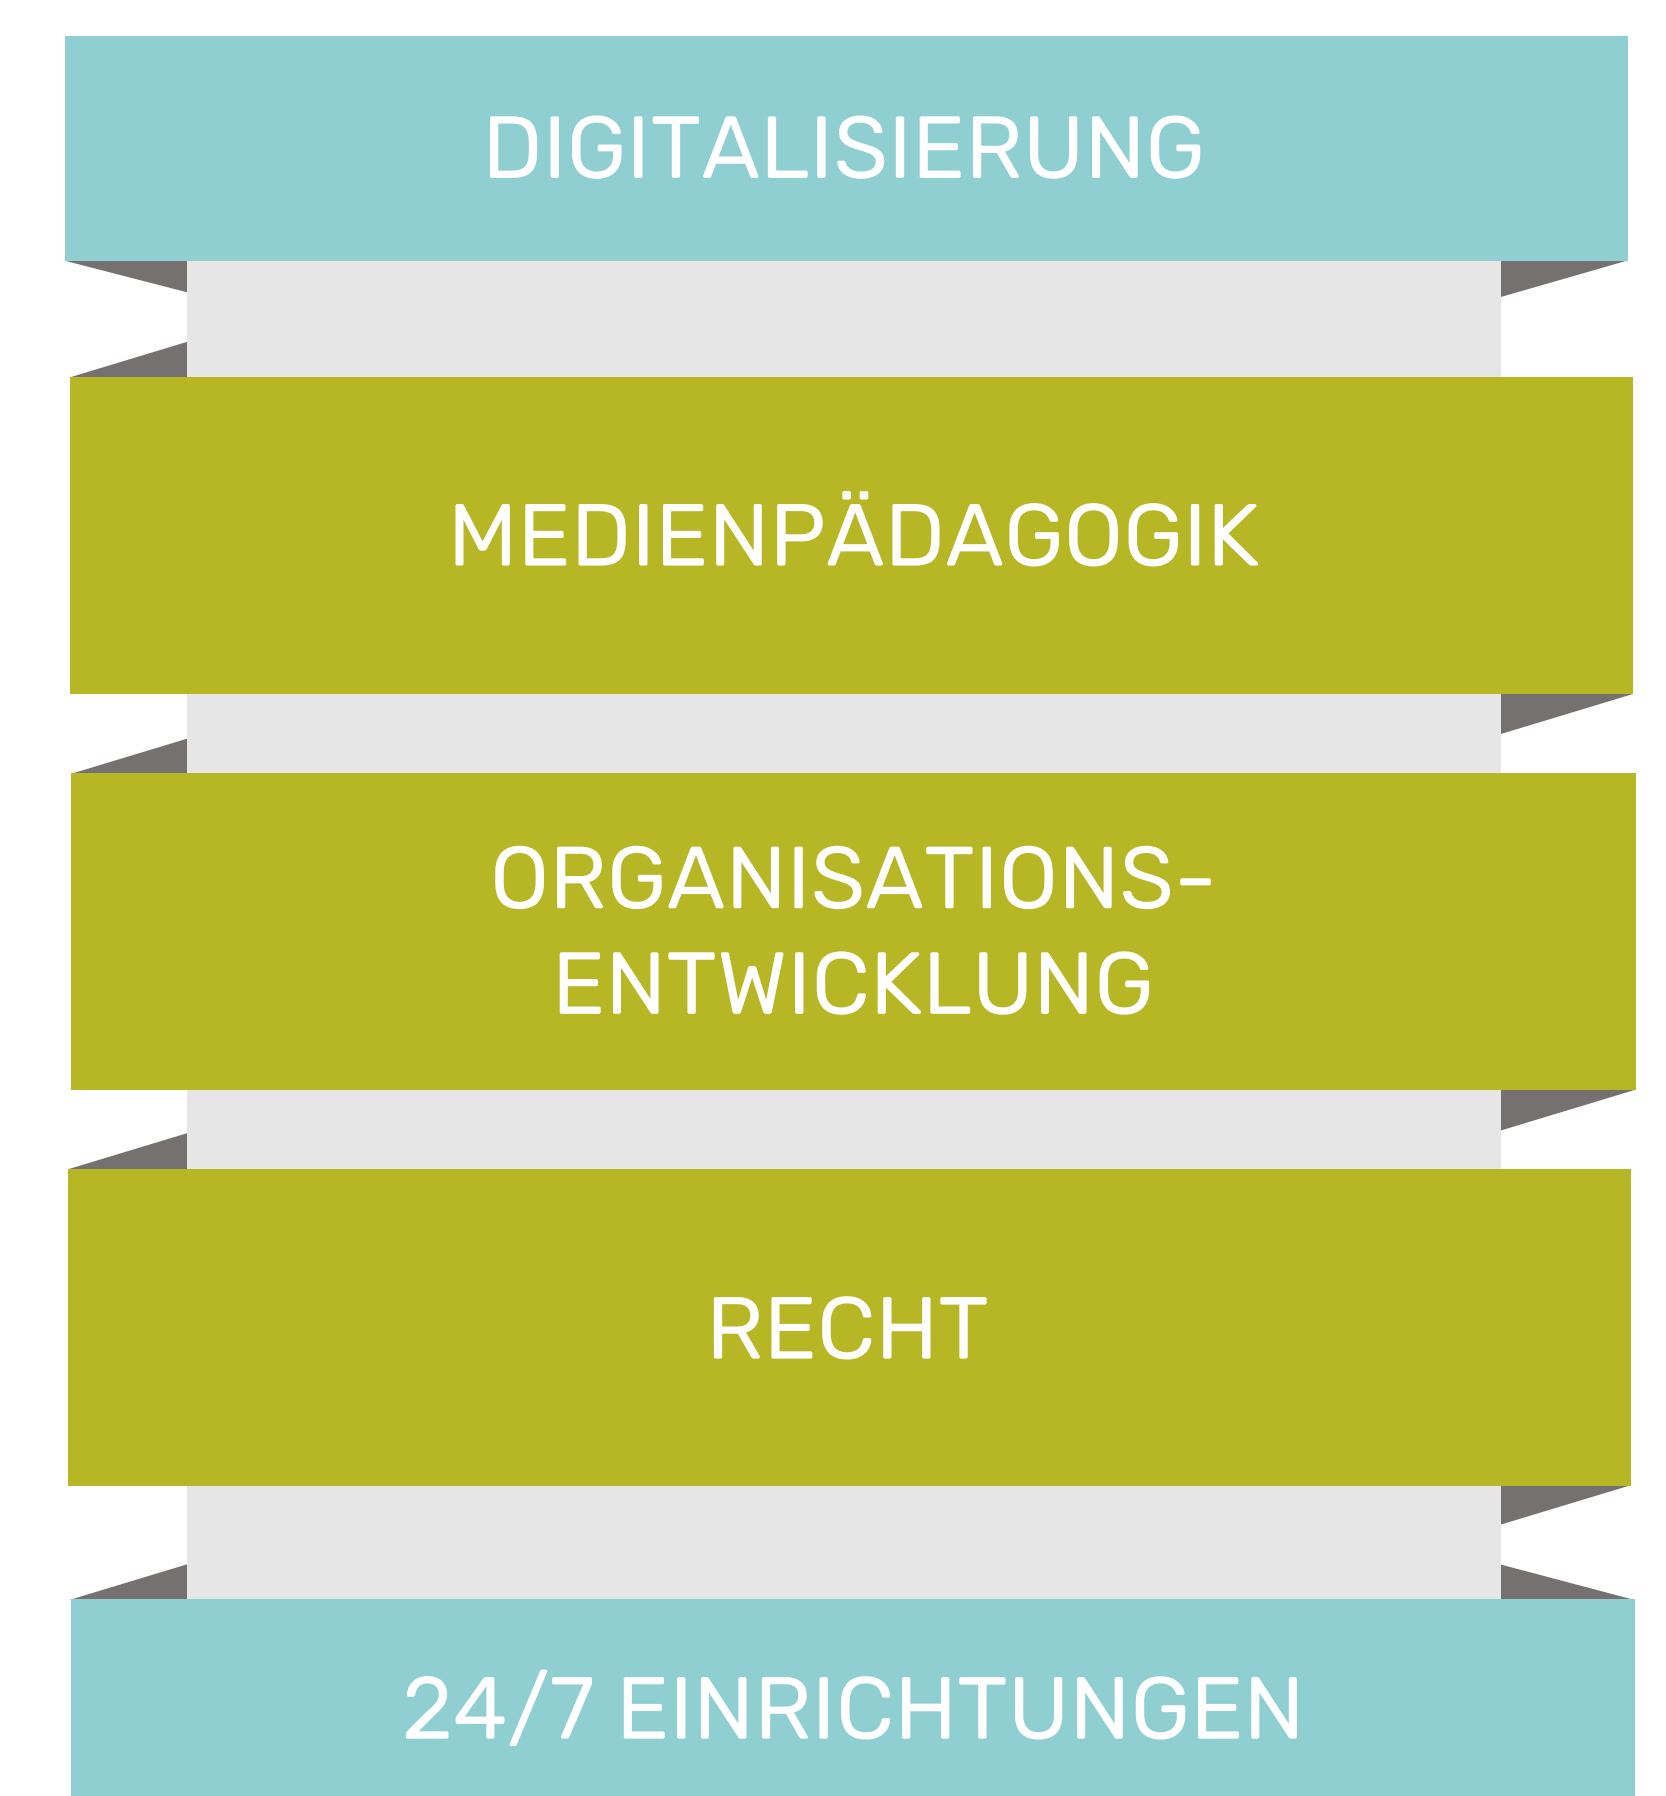 DIGITALISIERUNG
MEDIENPÄDAGOGIK
ORGANISATIONS-
ENTWICKLUNG
RECHT
24/7 EINRICHTUNGEN